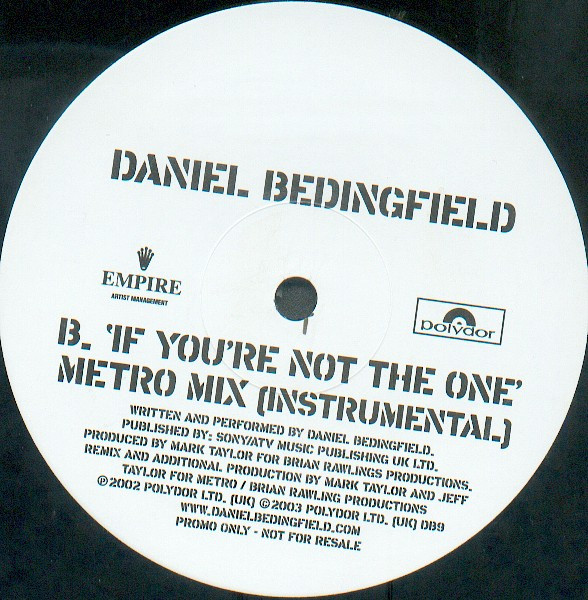 DANIEL BEDINGFIELD
EMPIRE
ARTIST MANAGEMENT
polydor
B. 'IF YOU'RE NOT THE ONE'
METRO MIX (INSTRUMENTAL)
WRITTEN AND PERFORMED BY DANIEL BEDINGFIELD.
PUBLISHED BY: SONY/ATV MUSIC PUBLISHING UK LTD.
PRODUCED BY MARK TAYLOR FOR BRIAN RAWLINGS PRODUCTIONS.
REMIX AND ADDITIONAL PRODUCTION BY MARK TAYLOR AND JEFF
TAYLOR FOR METRO / BRIAN RAWLING PRODUCTIONS
℗2002 POLYDOR LTD. (UK) ©2003 POLYDOR LTD. (UK) DB9
WWW.DANIELBEDINGFIELD.COM
PROMO ONLY - NOT FOR RESALE